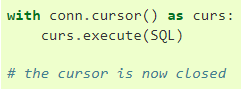 with conn.cursor() as curs:
    curs.execute(SQL)

# the cursor is now closed